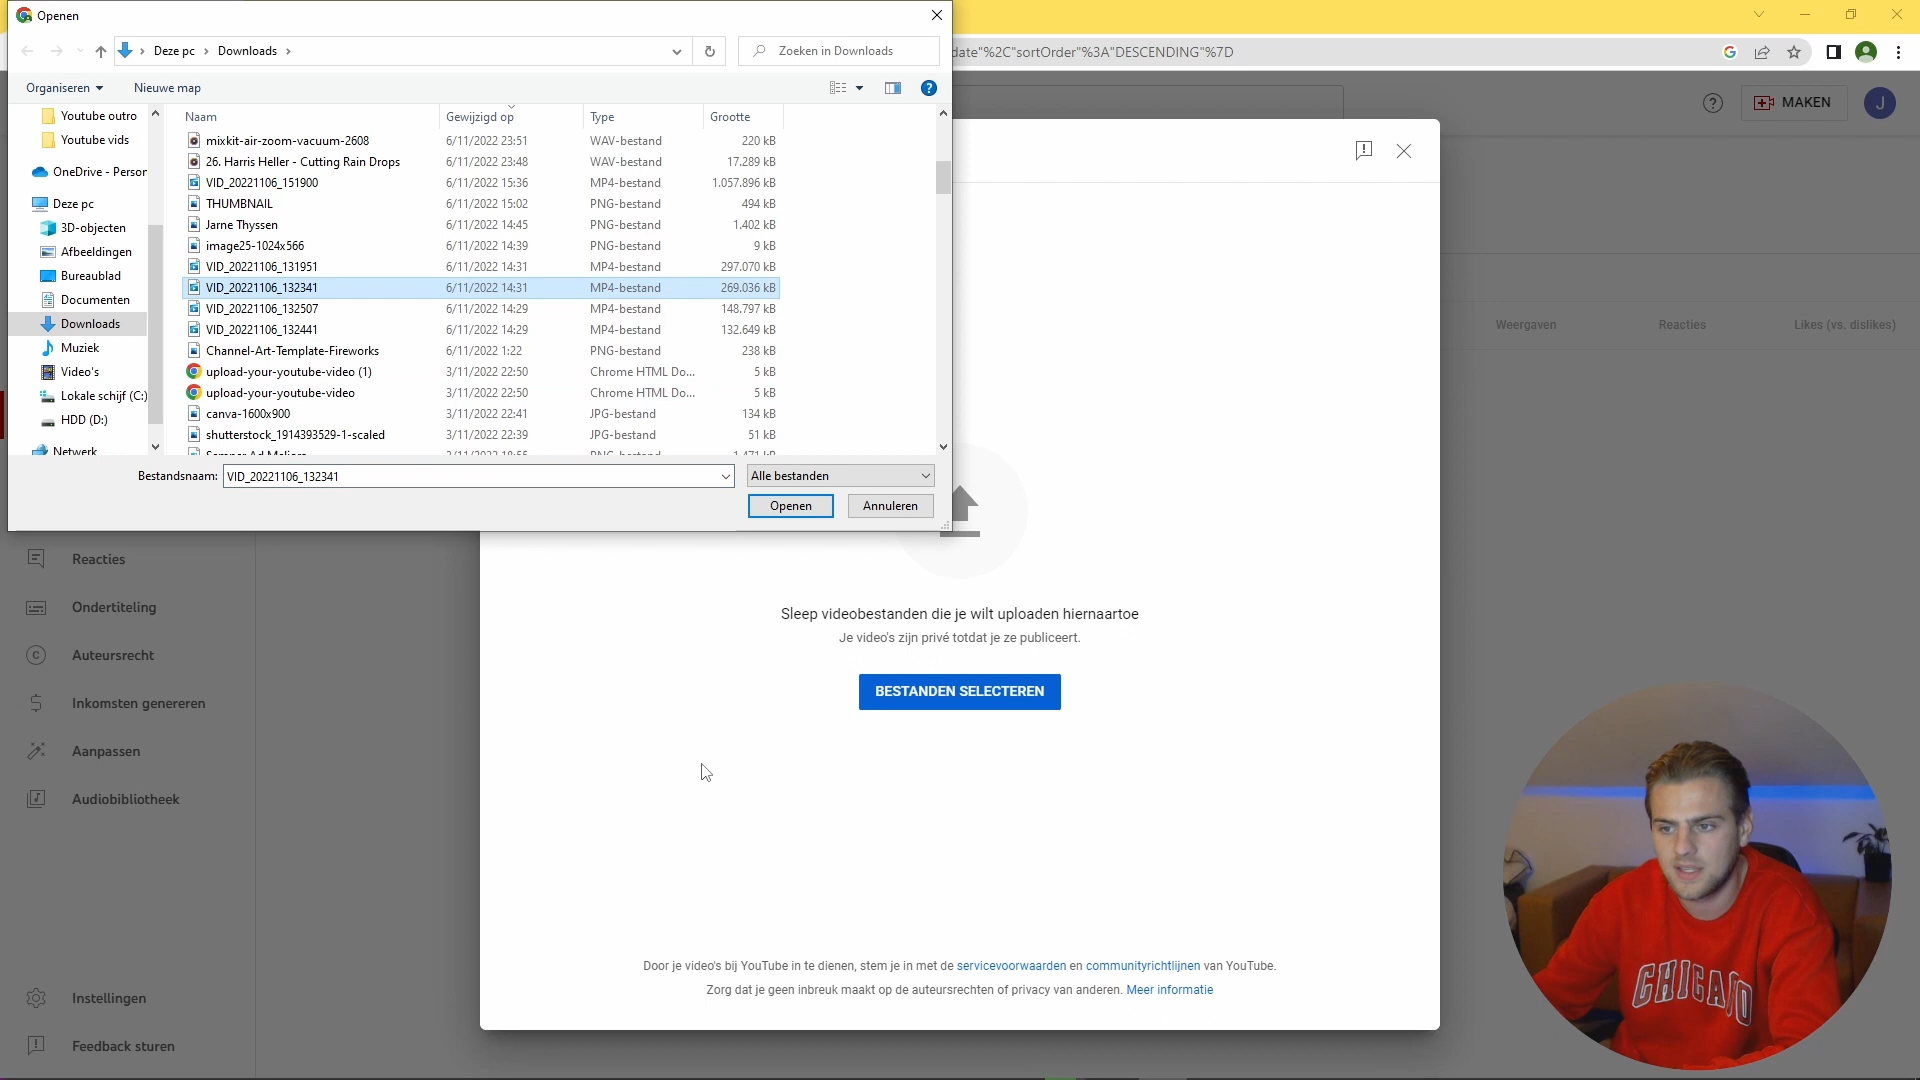 Openen
date"%2C"sortOrder"%3A"DESCENDING"%7D
Deze pc
Downloads
Zoeken in Downloads
Organiseren
Nieuwe map
MAKEN
J
Youtube outro
Youtube vids
OneDrive - Person
Deze pc
3D-objecten
Afbeeldingen
Bureaublad
Documenten
Downloads
Muziek
Video's
Lokale schijf (C:)
HDD (D:)
Netwerk
Naam Gewijzigd op Type Grootte
mixkit-air-zoom-vacuum-2608 6/11/2022 23:51 WAV-bestand 220 kB
26. Harris Heller - Cutting Rain Drops 6/11/2022 23:48 WAV-bestand 17.289 kB
VID_20221106_151900 6/11/2022 15:36 MP4-bestand 1.057.896 kB
THUMBNAIL 6/11/2022 15:02 PNG-bestand 494 kB
Jarne Thyssen 6/11/2022 14:45 PNG-bestand 1.402 kB
image25-1024x566 6/11/2022 14:39 PNG-bestand 9 kB
VID_20221106_131951 6/11/2022 14:31 MP4-bestand 297.070 kB
VID_20221106_132341 6/11/2022 14:31 MP4-bestand 269.036 kB
VID_20221106_132507 6/11/2022 14:29 MP4-bestand 148.797 kB
VID_20221106_132441 6/11/2022 14:29 MP4-bestand 132.649 kB
Channel-Art-Template-Fireworks 6/11/2022 1:22 PNG-bestand 238 kB
upload-your-youtube-video (1) 3/11/2022 22:50 Chrome HTML Do... 5 kB
upload-your-youtube-video 3/11/2022 22:50 Chrome HTML Do... 5 kB
canva-1600x900 3/11/2022 22:41 JPG-bestand 134 kB
shutterstock_1914393529-1-scaled 3/11/2022 22:39 JPG-bestand 51 kB
Bestandsnaam: VID_20221106_132341
Alle bestanden
Openen
Annuleren
Weergaven
Reacties
Likes (vs. dislikes)
Reacties
Ondertiteling
Auteursrecht
Inkomsten genereren
Aanpassen
Audiobibliotheek
Instellingen
Feedback sturen
Sleep videobestanden die je wilt uploaden hiernaartoe
Je video's zijn privé totdat je ze publiceert.
BESTANDEN SELECTEREN
Door je video's bij YouTube in te dienen, stem je in met de servicevoorwaarden en communityrichtlijnen van YouTube.
Zorg dat je geen inbreuk maakt op de auteursrechten of privacy van anderen. Meer informatie
CHICAGO